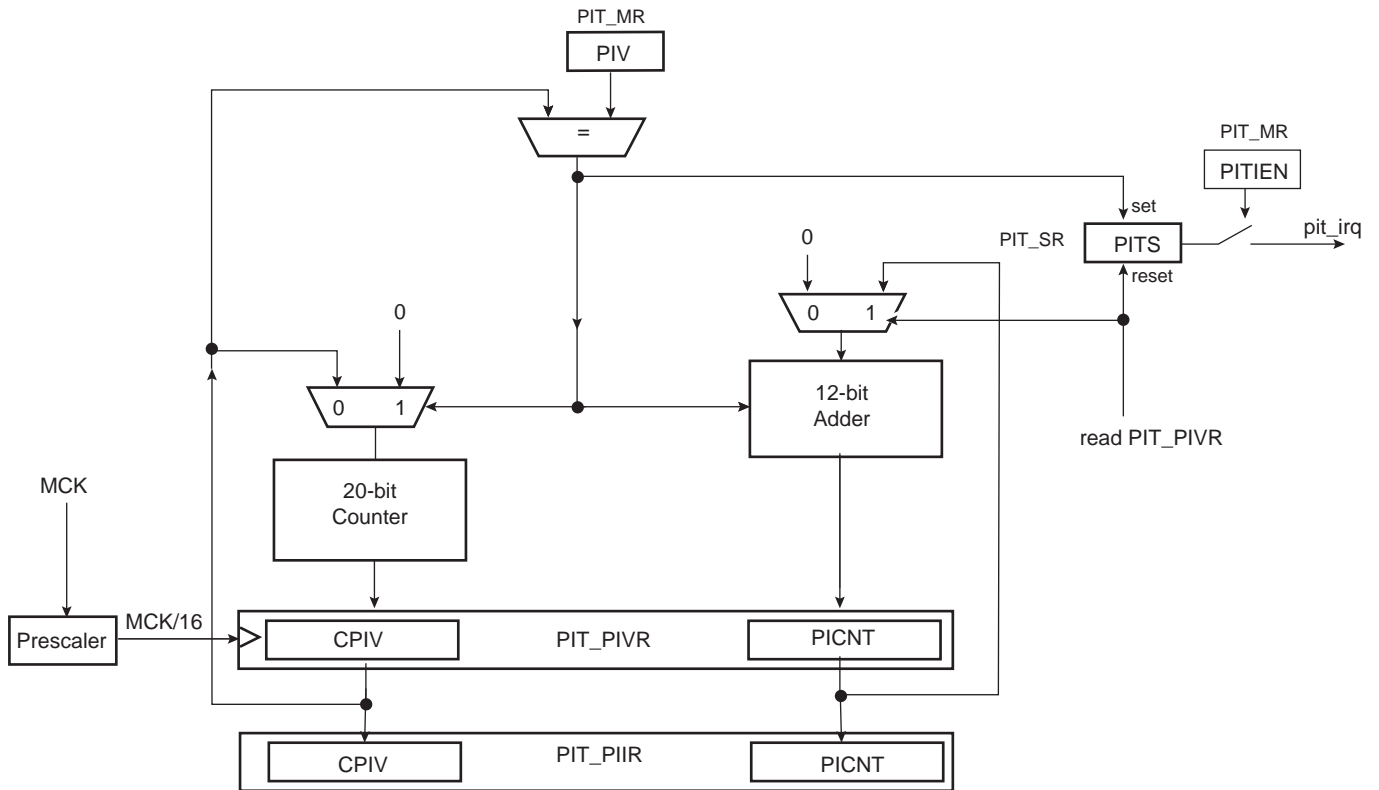 PIT_MR
PIV
=
PIT_MR
PITIEN
set
PIT_SR
PITS
pit_irq
reset
0
0 1
0
0 1
12-bit
Adder
read PIT_PIVR
20-bit
Counter
MCK
Prescaler
MCK/16
CPIV
PIT_PIVR
PICNT
CPIV
PIT_PIIR
PICNT